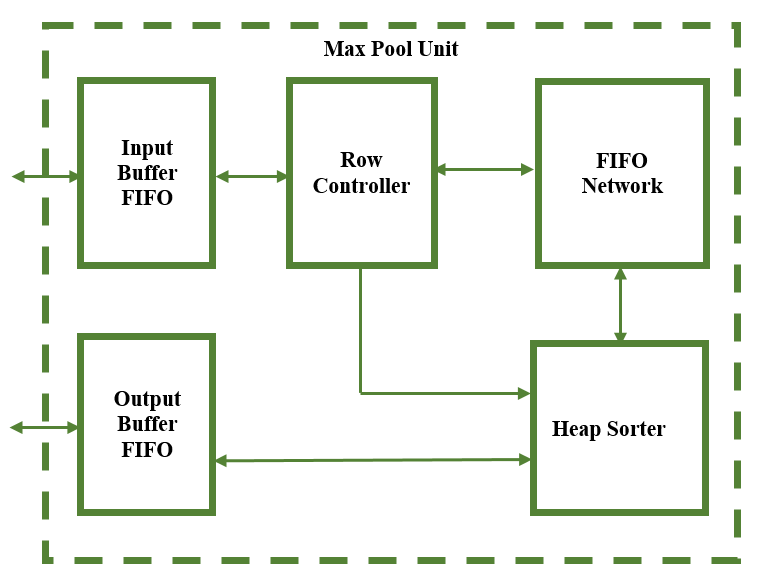 Max Pool Unit
Input
Buffer
FIFO
Row
Controller
FIFO
Network
Output
Buffer
FIFO
Heap Sorter